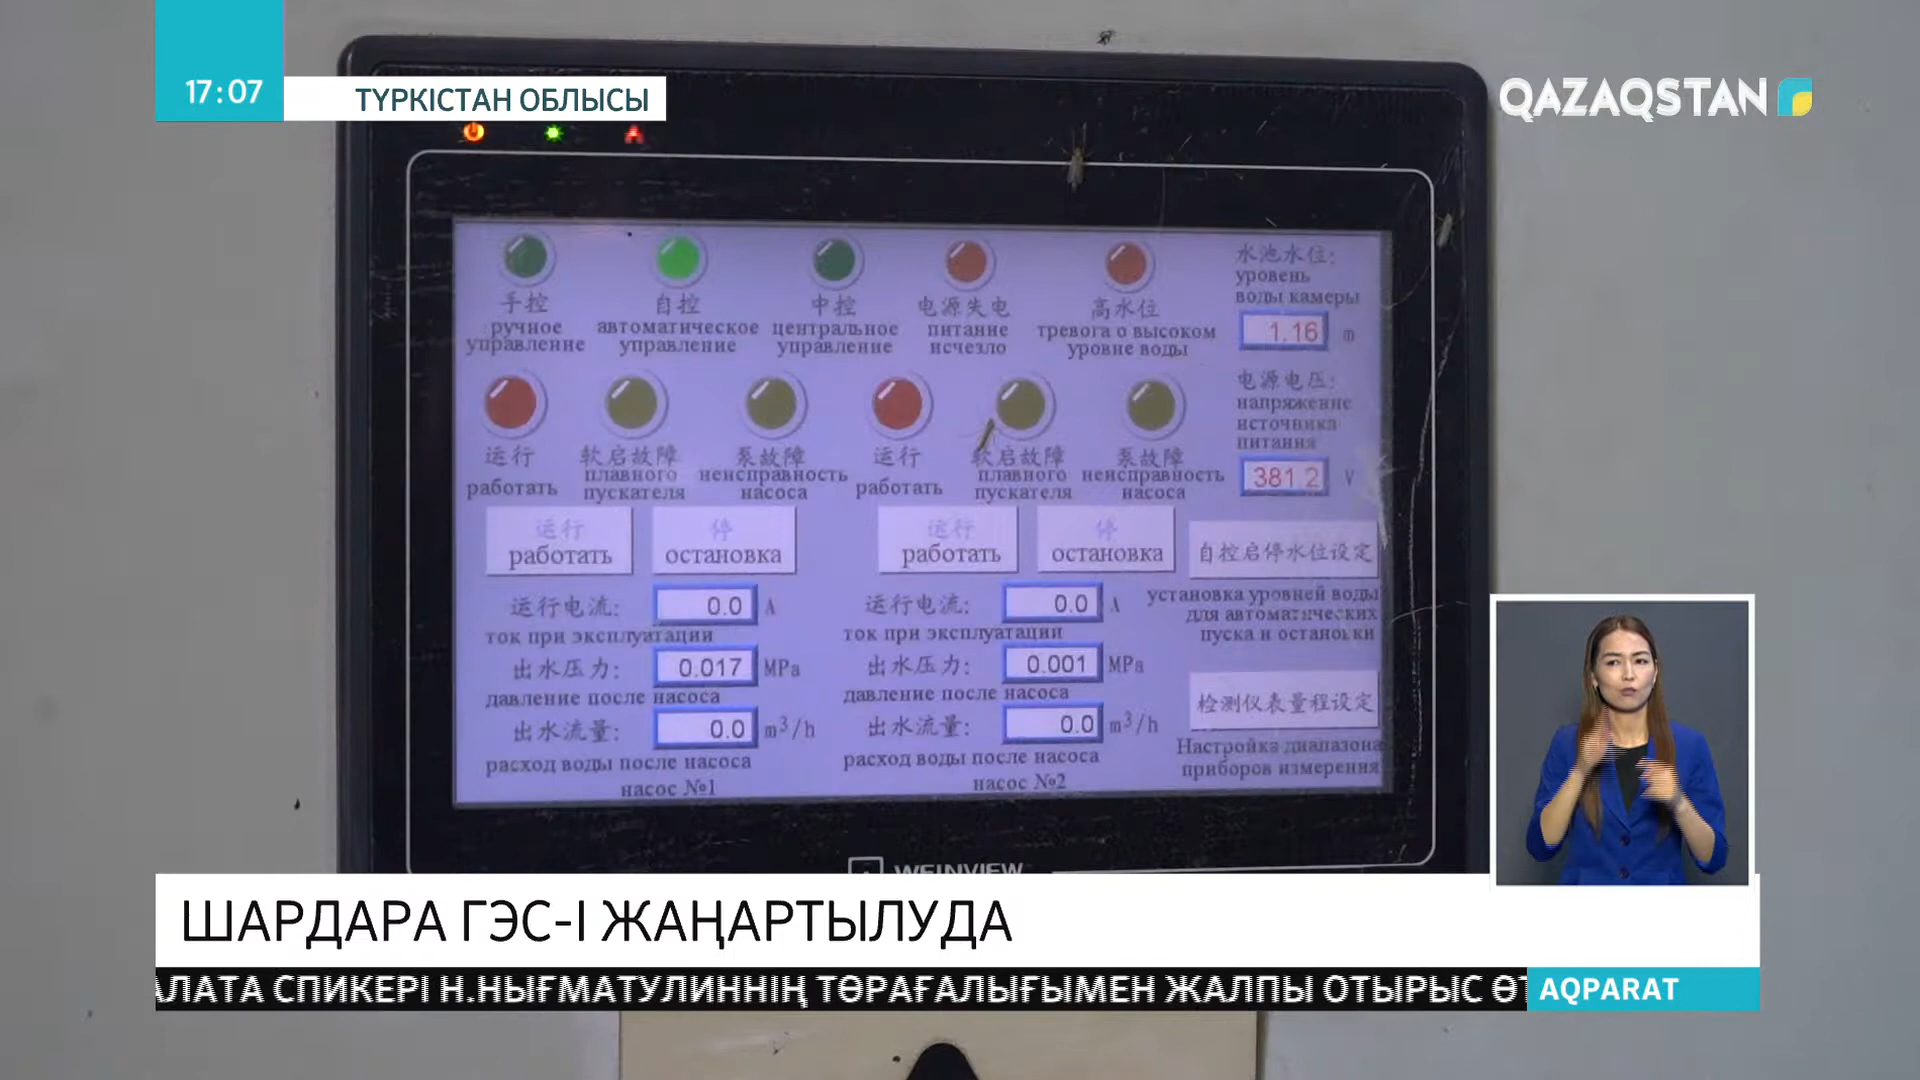 17:07
ТҮРКІСТАН ОБЛЫСЫ
QAZAQSTAN
手控
ручное
управление
自控
автоматическое
управление
中控
центральное
управление
电源失电
питание
исчезло
高水位
тревога о высоком
уровне воды
水池水位:
уровень
воды камеры
1.16 m
运行
работать
软启故障
плавного
пускателя
泵故障
неисправность
насоса
运行
работать
软启故障
плавного
пускателя
泵故障
неисправность
насоса
电源电压:
напряжение
источника
питания
381.2 V
运行
работать
停
остановка
运行
работать
停
остановка
自控启停水位设定
установка уровней воды
для автоматических
пуска и остановки
运行电流: 0.0 A
ток при эксплуатации
出水压力: 0.017 MPa
давление после насоса
出水流量: 0.0 m³/h
расход воды после насоса
насос №1
运行电流: 0.0 A
ток при эксплуатации
出水压力: 0.001 MPa
давление после насоса
出水流量: 0.0 m³/h
расход воды после насоса
насос №2
检测仪表量程设定
Настройка диапазона
приборов измерения
WEINVIEW
ШАРДАРА ГЭС-І ЖАҢАРТЫЛУДА
АЛАТА СПИКЕРІ Н.НЫҒМАТУЛИННІҢ ТӨРАҒАЛЫҒЫМЕН ЖАЛПЫ ОТЫРЫС ӨТ
AQPARAT